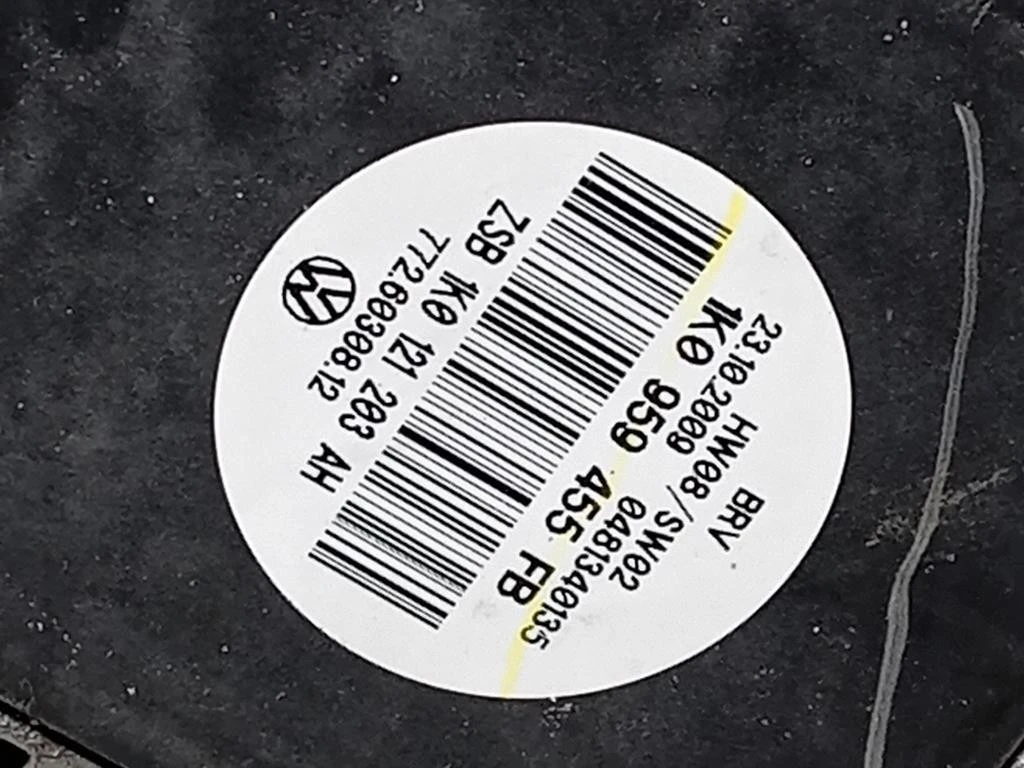 BRV
HW08/SW02
23.10.2009 0481340135
1K0 959 455 FB
ZSB 1K0 121 203 AH
772.60308.12